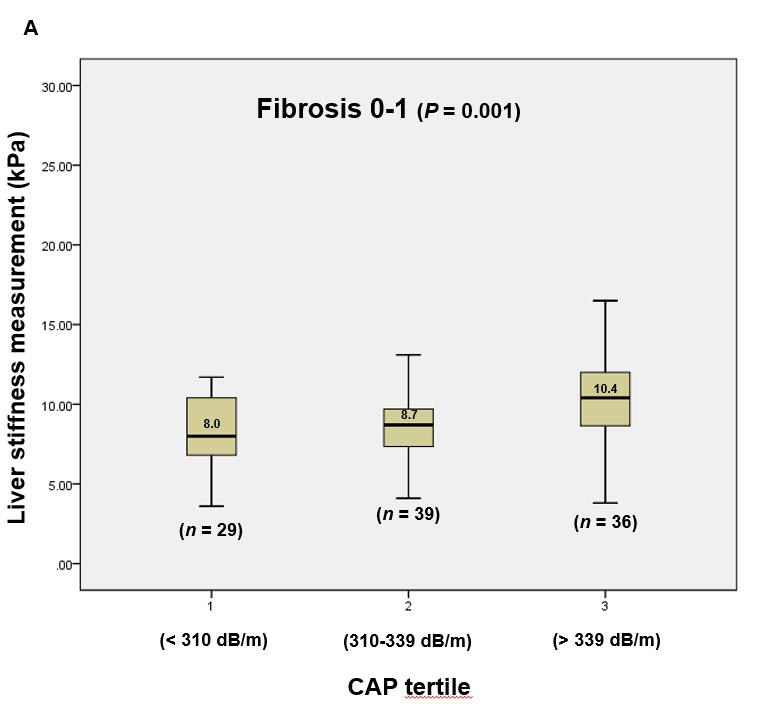 A
Fibrosis 0-1 (P = 0.001)
Liver stiffness measurement (kPa)
30.00
25.00
20.00
15.00
10.00
5.00
.00
8.0
8.7
10.4
(n = 29)
(n = 39)
(n = 36)
1
2
3
(< 310 dB/m)
(310-339 dB/m)
(> 339 dB/m)
CAP tertile